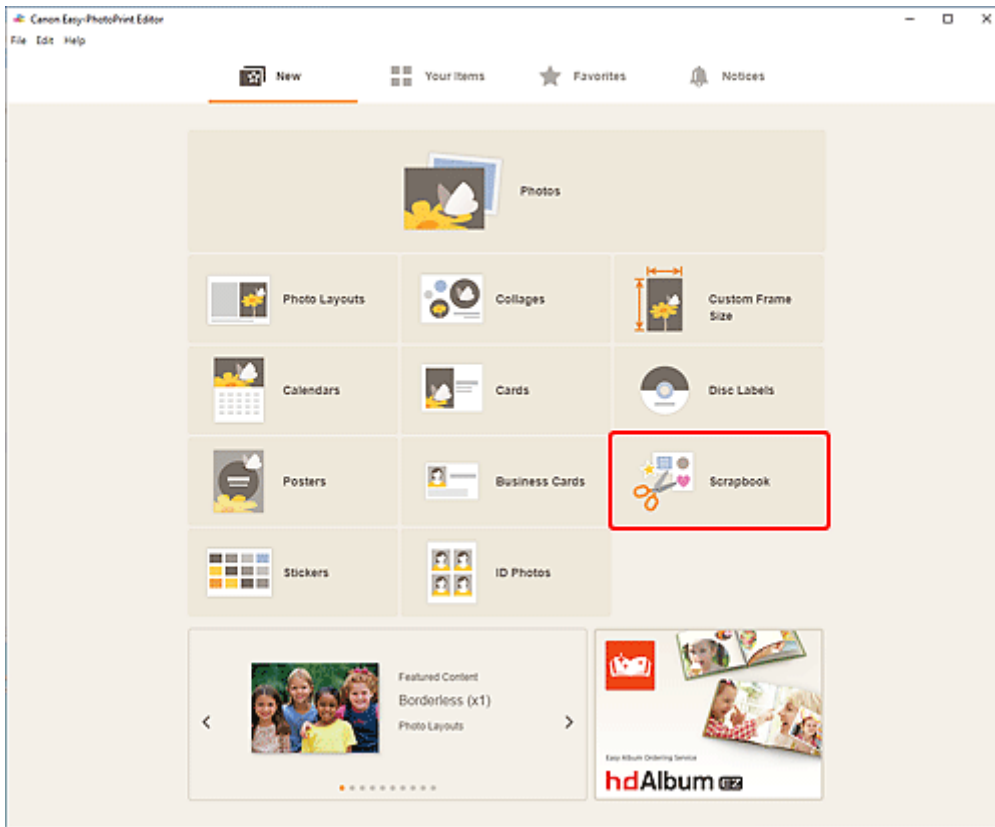 Canon Easy-PhotoPrint Editor
File Edit Help
New
Your Items
Favorites
Notices
Photos
Photo Layouts
Collages
Custom Frame
Size
Calendars
Cards
Disc Labels
Posters
Business Cards
Scrapbook
Stickers
ID Photos
Featured Content
Borderless (x1)
Photo Layouts
Easy Album Ordering Service
hdAlbum EZ